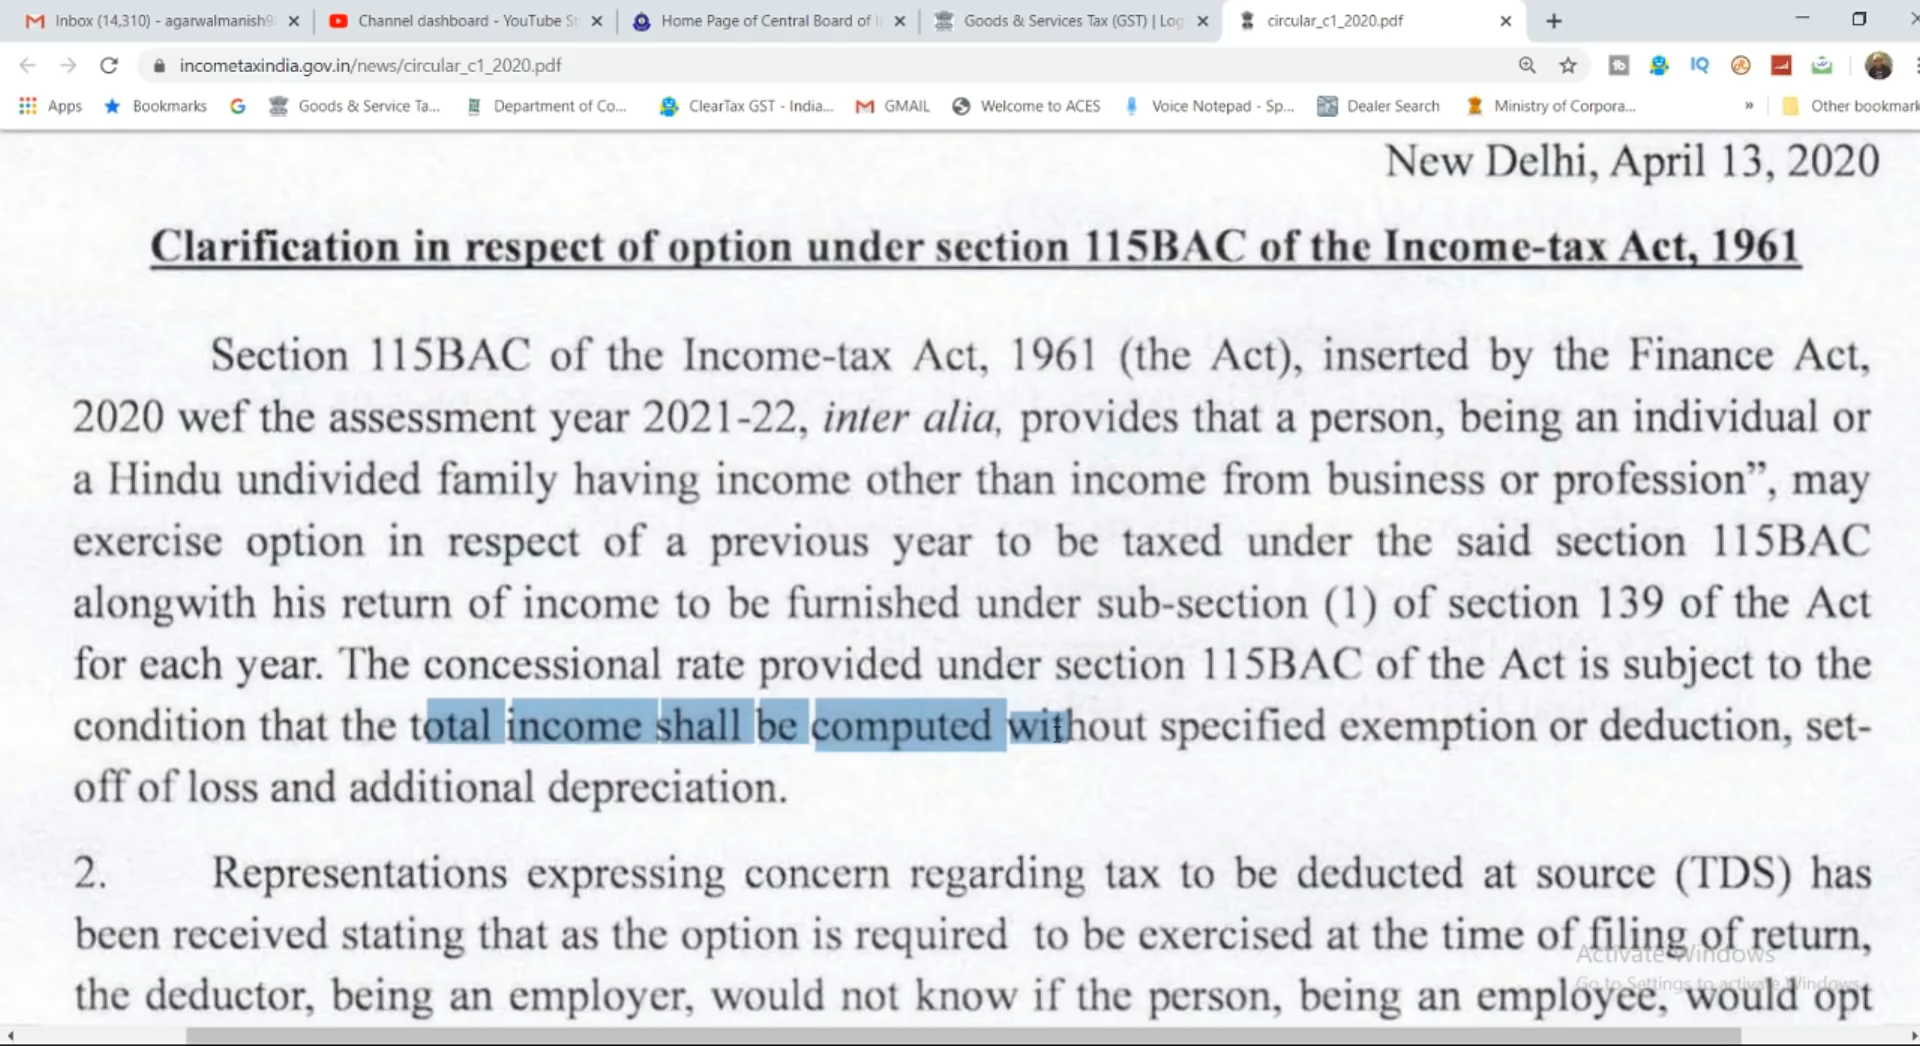 Inbox (14,310) - agarwalmanish9
Channel dashboard - YouTube St
Home Page of Central Board of I
Goods & Services Tax (GST) | Log
circular_c1_2020.pdf
incometaxindia.gov.in/news/circular_c1_2020.pdf
Apps
Bookmarks
Goods & Service Ta...
Department of Co...
ClearTax GST - India...
GMAIL
Welcome to ACES
Voice Notepad - Sp...
Dealer Search
Ministry of Corpora...
»
Other bookmark
New Delhi, April 13, 2020
Clarification in respect of option under section 115BAC of the Income-tax Act, 1961
Section 115BAC of the Income-tax Act, 1961 (the Act), inserted by the Finance Act,
2020 wef the assessment year 2021-22, inter alia, provides that a person, being an individual or
a Hindu undivided family having income other than income from business or profession”, may
exercise option in respect of a previous year to be taxed under the said section 115BAC
alongwith his return of income to be furnished under sub-section (1) of section 139 of the Act
for each year. The concessional rate provided under section 115BAC of the Act is subject to the
condition that the total income shall be computed without specified exemption or deduction, set-
off of loss and additional depreciation.
2. Representations expressing concern regarding tax to be deducted at source (TDS) has
been received stating that as the option is required to be exercised at the time of filing of return,
the deductor, being an employer, would not know if the person, being an employee, would opt
Activate Windows
Go to Settings to activate Windows.